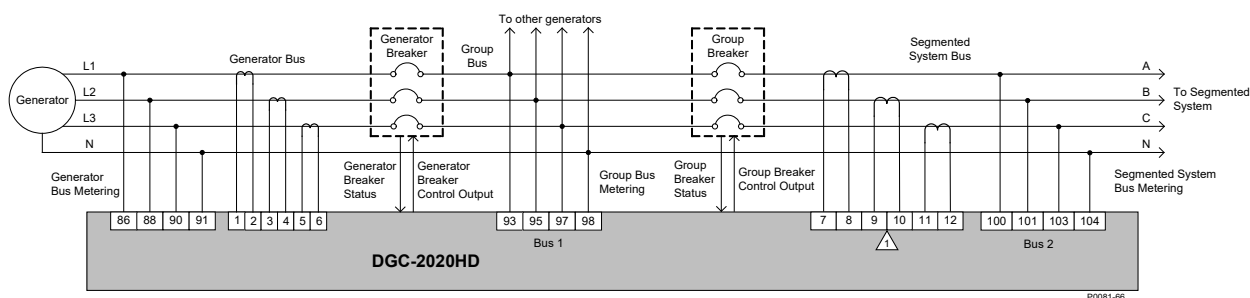 To other generators
Generator
Breaker
Group
Bus
Group
Breaker
Segmented
System Bus
Generator Bus
L1
A
L2
B
To Segmented
System
Generator
L3
C
N
N
Generator
Bus Metering
Generator
Breaker
Status
Generator
Breaker
Control Output
Group Bus
Metering
Group
Breaker
Status
Group Breaker
Control Output
Segmented System
Bus Metering
86 88 90 91 1 2 3 4 5 6 93 95 97 98 7 8 9 10 11 12 100 101 103 104
Bus 1
1
Bus 2
DGC-2020HD
P0081-66